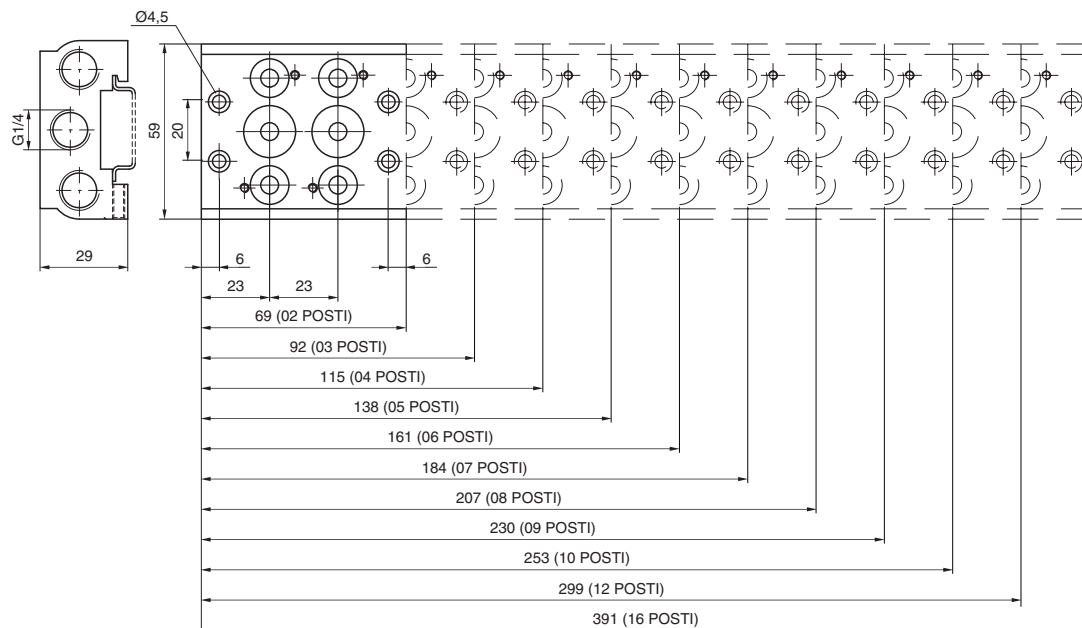 Ø4,5
G1/4
59
20
29
6
6
23
23
69 (02 POSTI)
92 (03 POSTI)
115 (04 POSTI)
138 (05 POSTI)
161 (06 POSTI)
184 (07 POSTI)
207 (08 POSTI)
230 (09 POSTI)
253 (10 POSTI)
299 (12 POSTI)
391 (16 POSTI)